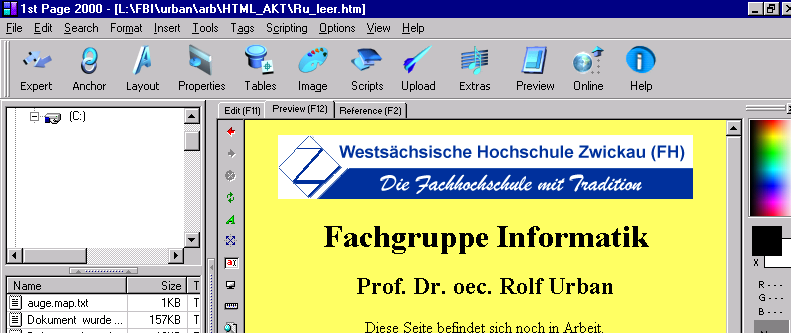 1st Page 2000 - [L:\FBI\urban\arb\HTML_AKT\Ru_leer.htm]
File Edit Search Format Insert Tools Tags Scripting Options View Help
Expert Anchor Layout Tools Tables Image Scripts Upload Extras Preview Online Help
(C:)
Edit (F11) Preview (F12) Reference (F2)
Westsächsische Hochschule Zwickau (FH)
Die Fachhochschule mit Tradition
Fachgruppe Informatik
Prof. Dr. oec. Rolf Urban
Diese Seite befindet sich noch in Arbeit.
X
R - - -
G - - -
B - - -
Name Size T
auge.map.txt 1KB T
Dokument wurde ... 157KB T